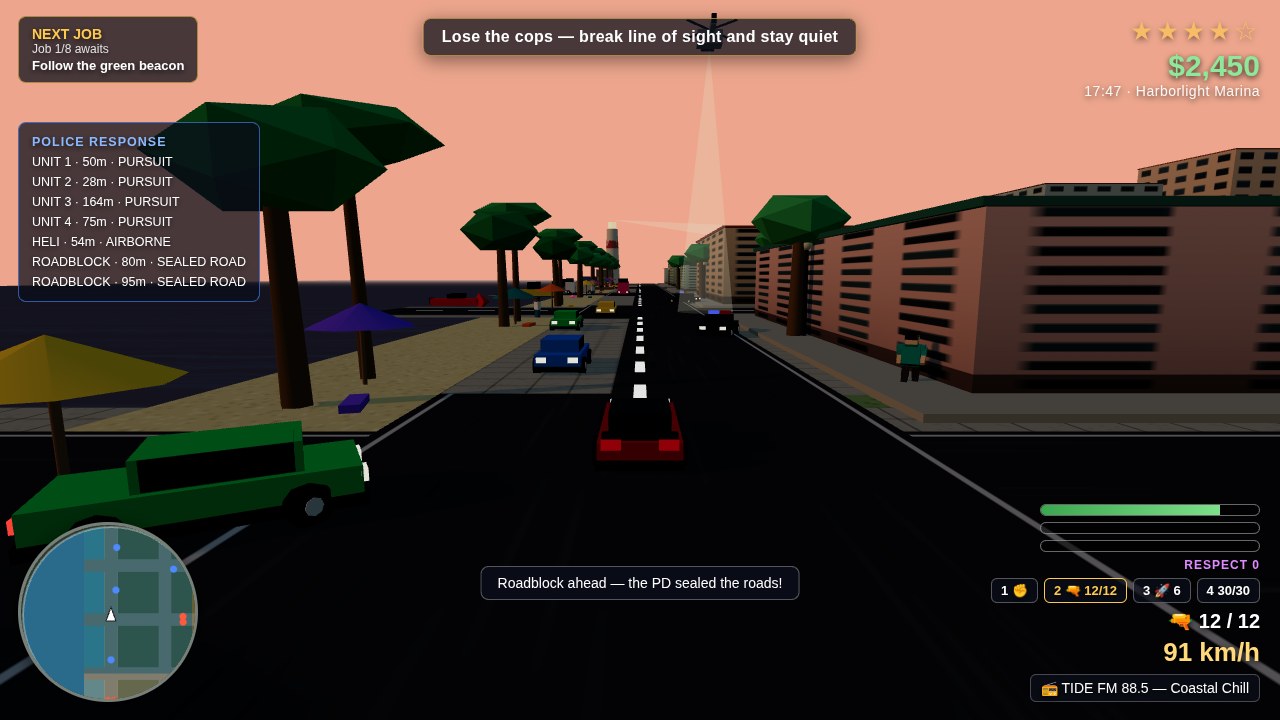 NEXT JOB
Job 1/8 awaits
Follow the green beacon
Lose the cops — break line of sight and stay quiet
★★★★☆
$2,450
17:47 · Harborlight Marina
POLICE RESPONSE
UNIT 1 · 50m · PURSUIT
UNIT 2 · 28m · PURSUIT
UNIT 3 · 164m · PURSUIT
UNIT 4 · 75m · PURSUIT
HELI · 54m · AIRBORNE
ROADBLOCK · 80m · SEALED ROAD
ROADBLOCK · 95m · SEALED ROAD
Roadblock ahead — the PD sealed the roads!
RESPECT 0
1 ✊ 2 🔫 12/12 3 🚀 6 4 30/30
🔫 12 / 12
91 km/h
📻 TIDE FM 88.5 — Coastal Chill